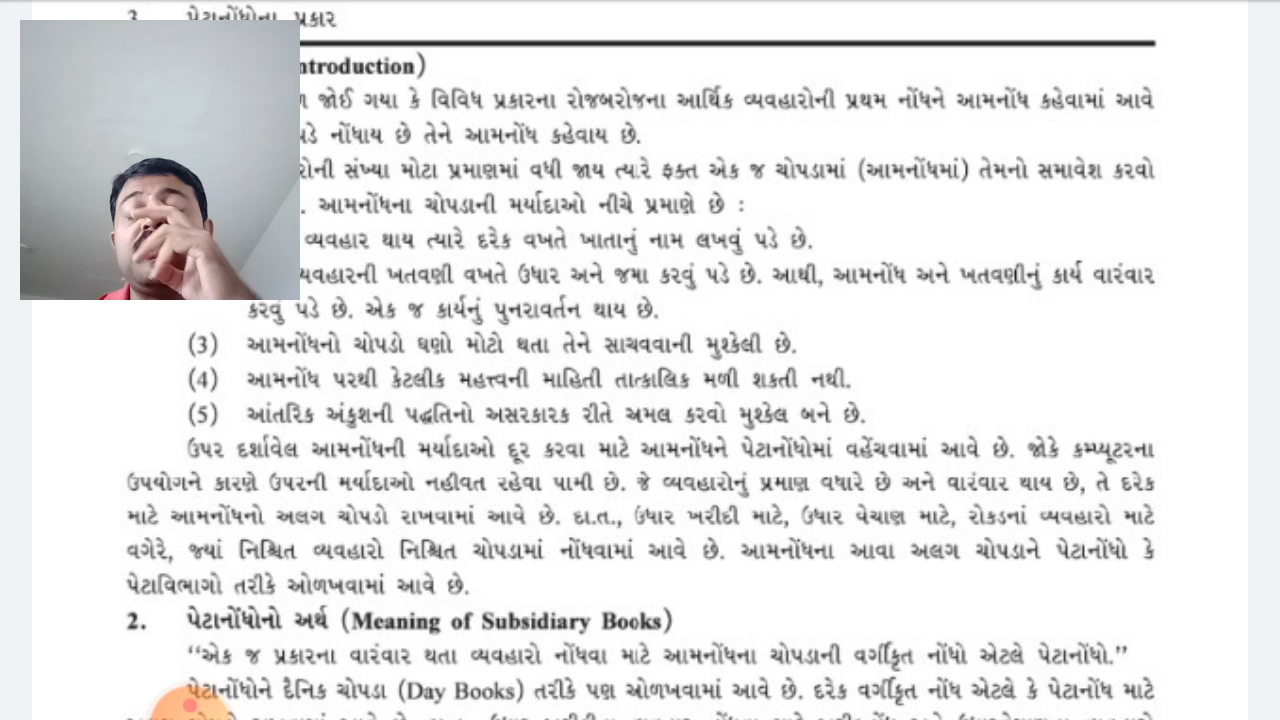 3. પેટાનોંધોના પ્રકાર
ntroduction)
જોઈ ગયા કે વિવિધ પ્રકારના રોજબરોજના આર્થિક વ્યવહારોની પ્રથમ નોંધને આમનોંધ કહેવામાં આવે
પડે નોંધાય છે તેને આમનોંધ કહેવાય છે.
રોની સંખ્યા મોટા પ્રમાણમાં વધી જાય ત્યારે ફક્ત એક જ ચોપડામાં (આમનોંધમાં) તેમનો સમાવેશ કરવો
. આમનોંધના ચોપડાની મર્યાદાઓ નીચે પ્રમાણે છે :
વ્યવહાર થાય ત્યારે દરેક વખતે ખાતાનું નામ લખવું પડે છે.
યવહારની ખતવણી વખતે ઉધાર અને જમા કરવું પડે છે. આથી, આમનોંધ અને ખતવણીનું કાર્ય વારંવાર
કરવું પડે છે. એક જ કાર્યનું પુનરાવર્તન થાય છે.
(3) આમનોંધનો ચોપડો ઘણો મોટો થતા તેને સાચવવાની મુશ્કેલી છે.
(4) આમનોંધ પરથી કેટલીક મહત્ત્વની માહિતી તાત્કાલિક મળી શકતી નથી.
(5) આંતરિક અંકુશની પદ્ધતિનો અસરકારક રીતે અમલ કરવો મુશ્કેલ બને છે.
ઉપર દર્શાવેલ આમનોંધની મર્યાદાઓ દૂર કરવા માટે આમનોંધને પેટાનોંધોમાં વહેંચવામાં આવે છે. જોકે કમ્પ્યૂટરના
ઉપયોગને કારણે ઉપરની મર્યાદાઓ નહીવત રહેવા પામી છે. જે વ્યવહારોનું પ્રમાણ વધારે છે અને વારંવાર થાય છે, તે દરેક
માટે આમનોંધનો અલગ ચોપડો રાખવામાં આવે છે. દા.ત., ઉધાર ખરીદી માટે, ઉધાર વેચાણ માટે, રોકડનાં વ્યવહારો માટે
વગેરે, જ્યાં નિશ્ચિત વ્યવહારો નિશ્ચિત ચોપડામાં નોંધવામાં આવે છે. આમનોંધના આવા અલગ ચોપડાને પેટાનોંધો કે
પેટાવિભાગો તરીકે ઓળખવામાં આવે છે.
2. પેટાનોંધોનો અર્થ (Meaning of Subsidiary Books)
“એક જ પ્રકારના વારંવાર થતા વ્યવહારો નોંધવા માટે આમનોંધના ચોપડાની વર્ગીકૃત નોંધો એટલે પેટાનોંધો.”
પેટાનોંધોને દૈનિક ચોપડા (Day Books) તરીકે પણ ઓળખવામાં આવે છે. દરેક વર્ગીકૃત નોંધ એટલે કે પેટાનોંધ માટે